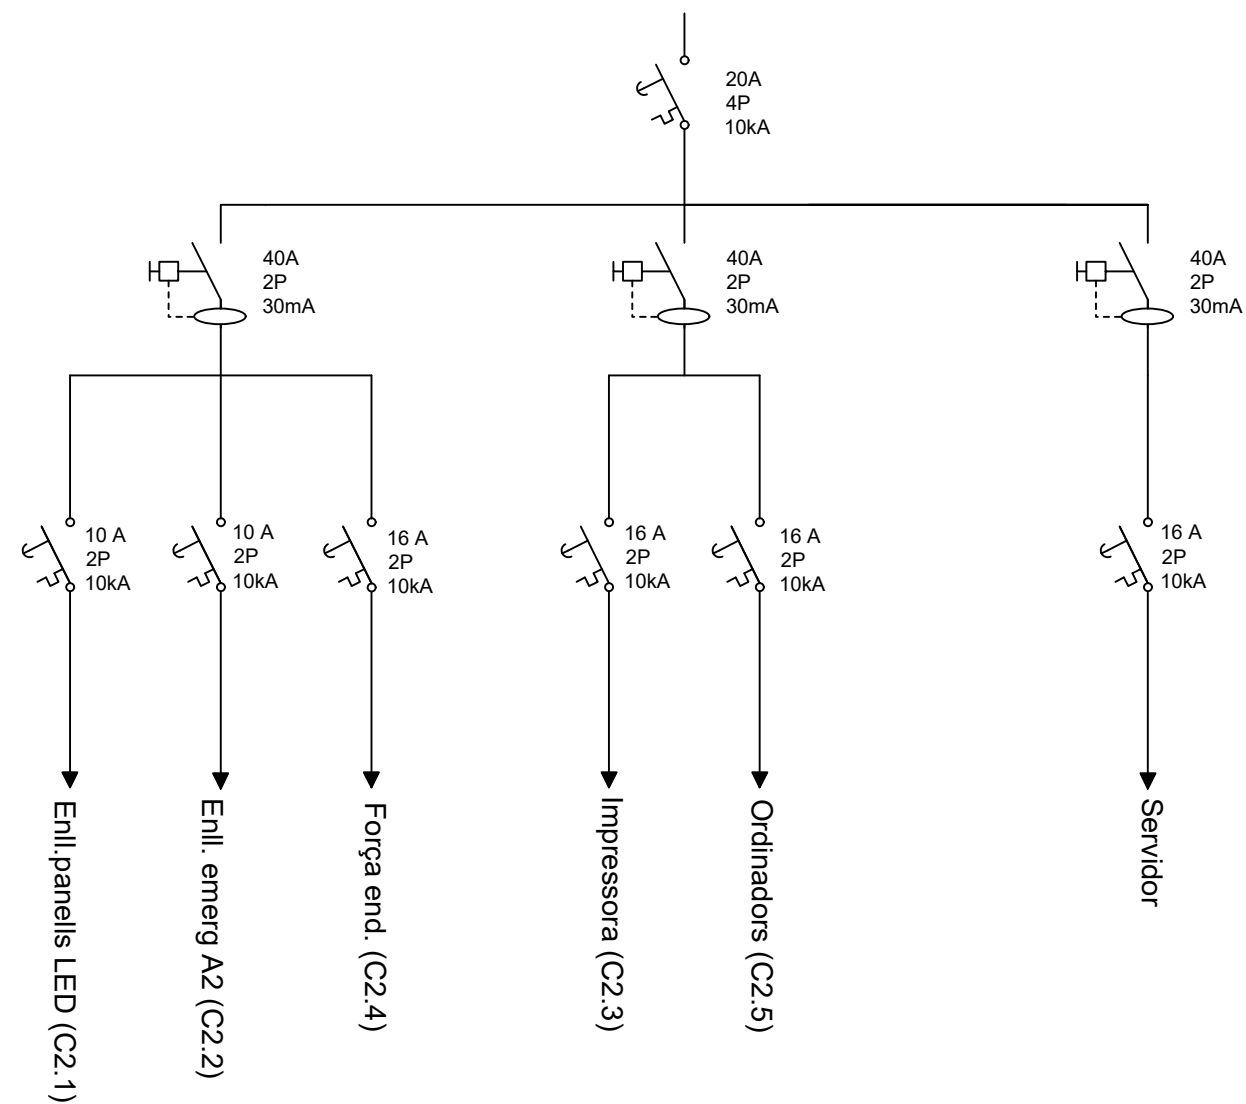 20A
4P
10kA
40A
2P
30mA
40A
2P
30mA
40A
2P
30mA
10 A
2P
10kA
10 A
2P
10kA
16 A
2P
10kA
16 A
2P
10kA
16 A
2P
10kA
16 A
2P
10kA
Enll.panells LED (C2.1)
Enll. emerg A2 (C2.2)
Força end. (C2.4)
Impressora (C2.3)
Ordinadors (C2.5)
Servidor